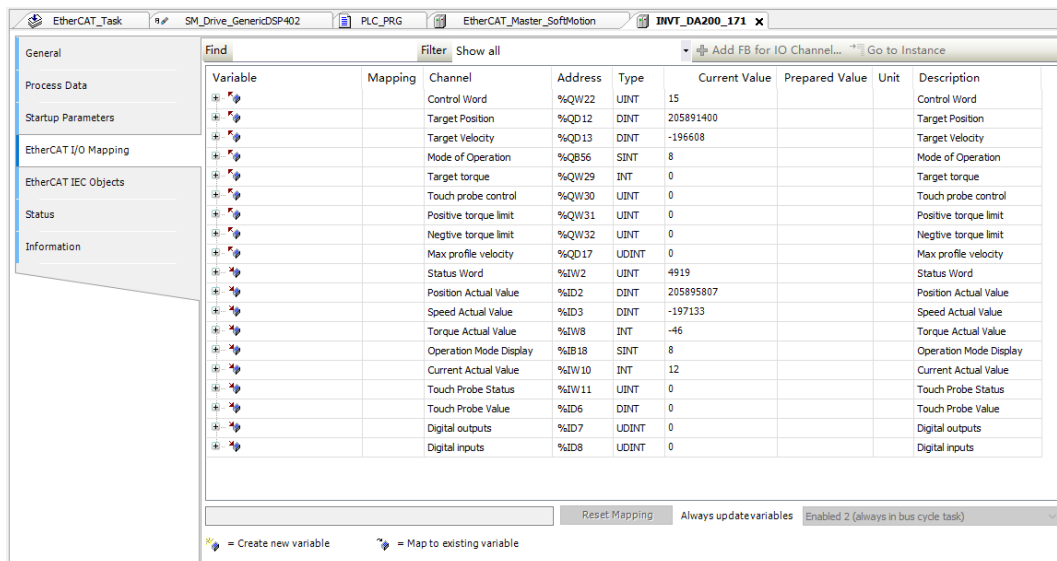 EtherCAT_Task SM_Drive_GenericDSP402 PLC_PRG EtherCAT_Master_SoftMotion INVT_DA200_171 x
General
Process Data
Startup Parameters
EtherCAT I/O Mapping
EtherCAT IEC Objects
Status
Information
Find Filter Show all Add FB for IO Channel... Go to Instance
Variable Mapping Channel Address Type Current Value Prepared Value Unit Description
Control Word %QW22 UINT 15 Control Word
Target Position %QD12 DINT 205891400 Target Position
Target Velocity %QD13 DINT -196608 Target Velocity
Mode of Operation %QB56 SINT 8 Mode of Operation
Target torque %QW29 INT 0 Target torque
Touch probe control %QW30 UINT 0 Touch probe control
Positive torque limit %QW31 UINT 0 Positive torque limit
Negtive torque limit %QW32 UINT 0 Negtive torque limit
Max profile velocity %QD17 UDINT 0 Max profile velocity
Status Word %IW2 UINT 4919 Status Word
Position Actual Value %ID2 DINT 205895807 Position Actual Value
Speed Actual Value %ID3 DINT -197133 Speed Actual Value
Torque Actual Value %IW8 INT -46 Torque Actual Value
Operation Mode Display %IB18 SINT 8 Operation Mode Display
Current Actual Value %IW10 INT 12 Current Actual Value
Touch Probe Status %IW11 UINT 0 Touch Probe Status
Touch Probe Value %ID6 DINT 0 Touch Probe Value
Digital outputs %ID7 UDINT 0 Digital outputs
Digital inputs %ID8 UDINT 0 Digital inputs
Reset Mapping Always update variables Enabled 2 (always in bus cycle task)
= Create new variable = Map to existing variable